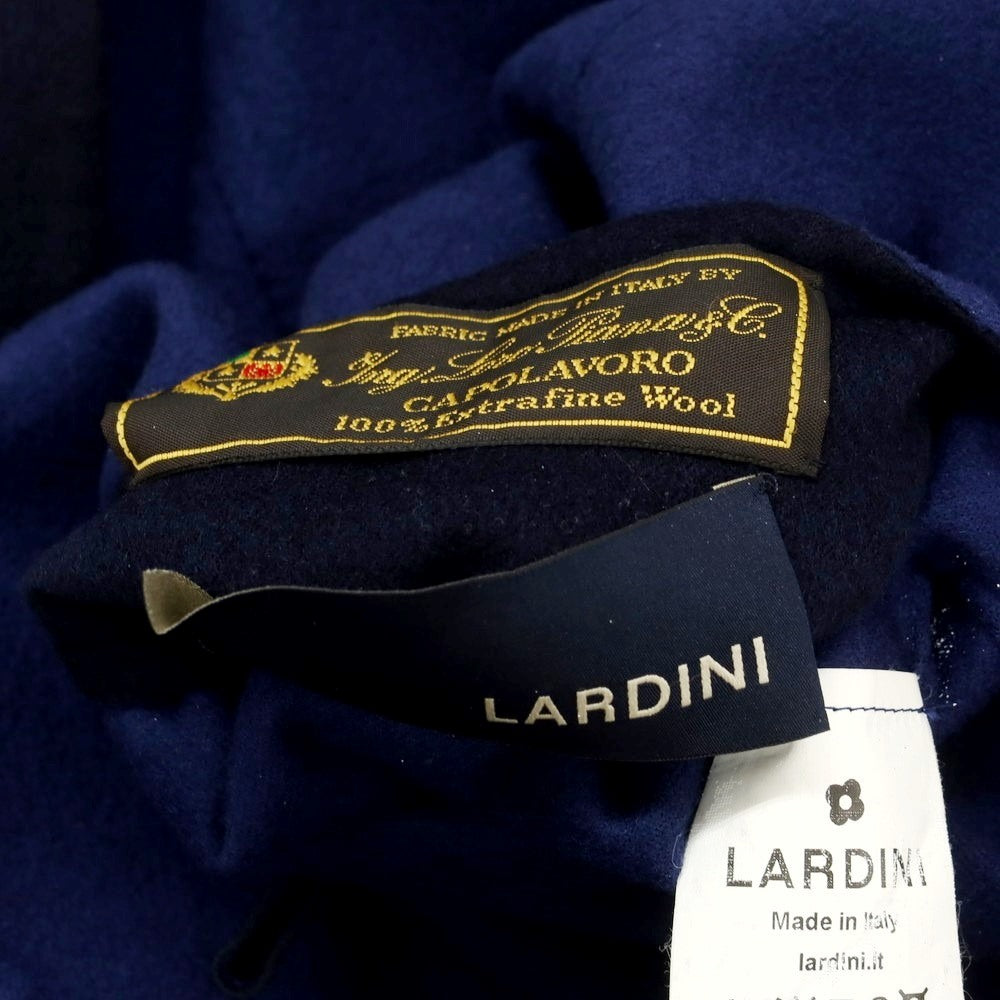 FABRIC MADE IN ITALY BY
Ing. Loro Piana & C.
CAPOLAVORO
100% Extrafine Wool
LARDINI
LARDINI
Made in Italy
lardini.it